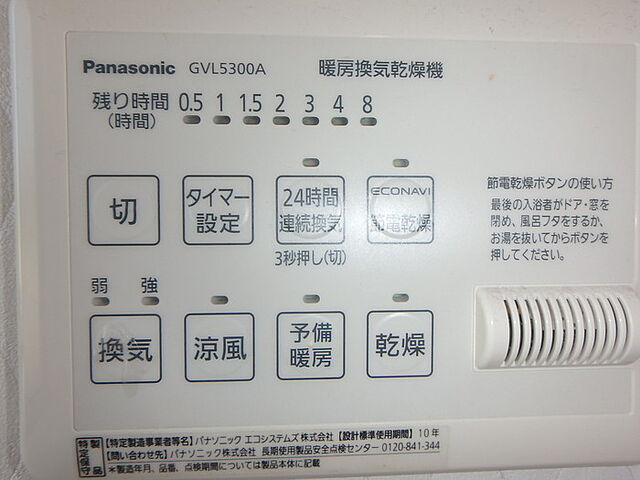 Panasonic GVL5300A 暖房換気乾燥機
残り時間 0.5 1 1.5 2 3 4 8
(時間)
切
タイマー
設定
24時間
連続換気
3秒押し(切)
ECONAVI
節電乾燥
節電乾燥ボタンの使い方
最後の入浴者がドア・窓を
閉め、風呂フタをするか、
お湯を抜いてからボタンを
押してください。
弱 強
換気
涼風
予備
暖房
乾燥
特定保守製品
【特定製造事業者等名】パナソニック エコシステムズ 株式会社【設計標準使用期間】10年
【問い合わせ先】パナソニック株式会社 長期使用製品安全点検センター 0120-841-344
*製造年月、品番、点検期間については製品本体に記載